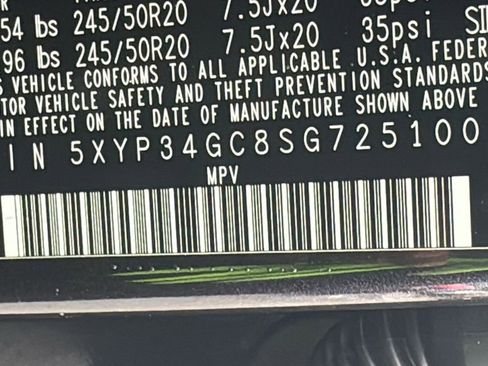 54 lbs 245/50R20 7.5Jx20 35psi
96 lbs 245/50R20 7.5Jx20 35psi SI
S VEHICLE CONFORMS TO ALL APPLICABLE U.S.A. FEDER
TOR VEHICLE SAFETY AND THEFT PREVENTION STANDARDS
IN EFFECT ON THE DATE OF MANUFACTURE SHOWN ABOVE
IN 5XYP34GC8SG725100
MPV